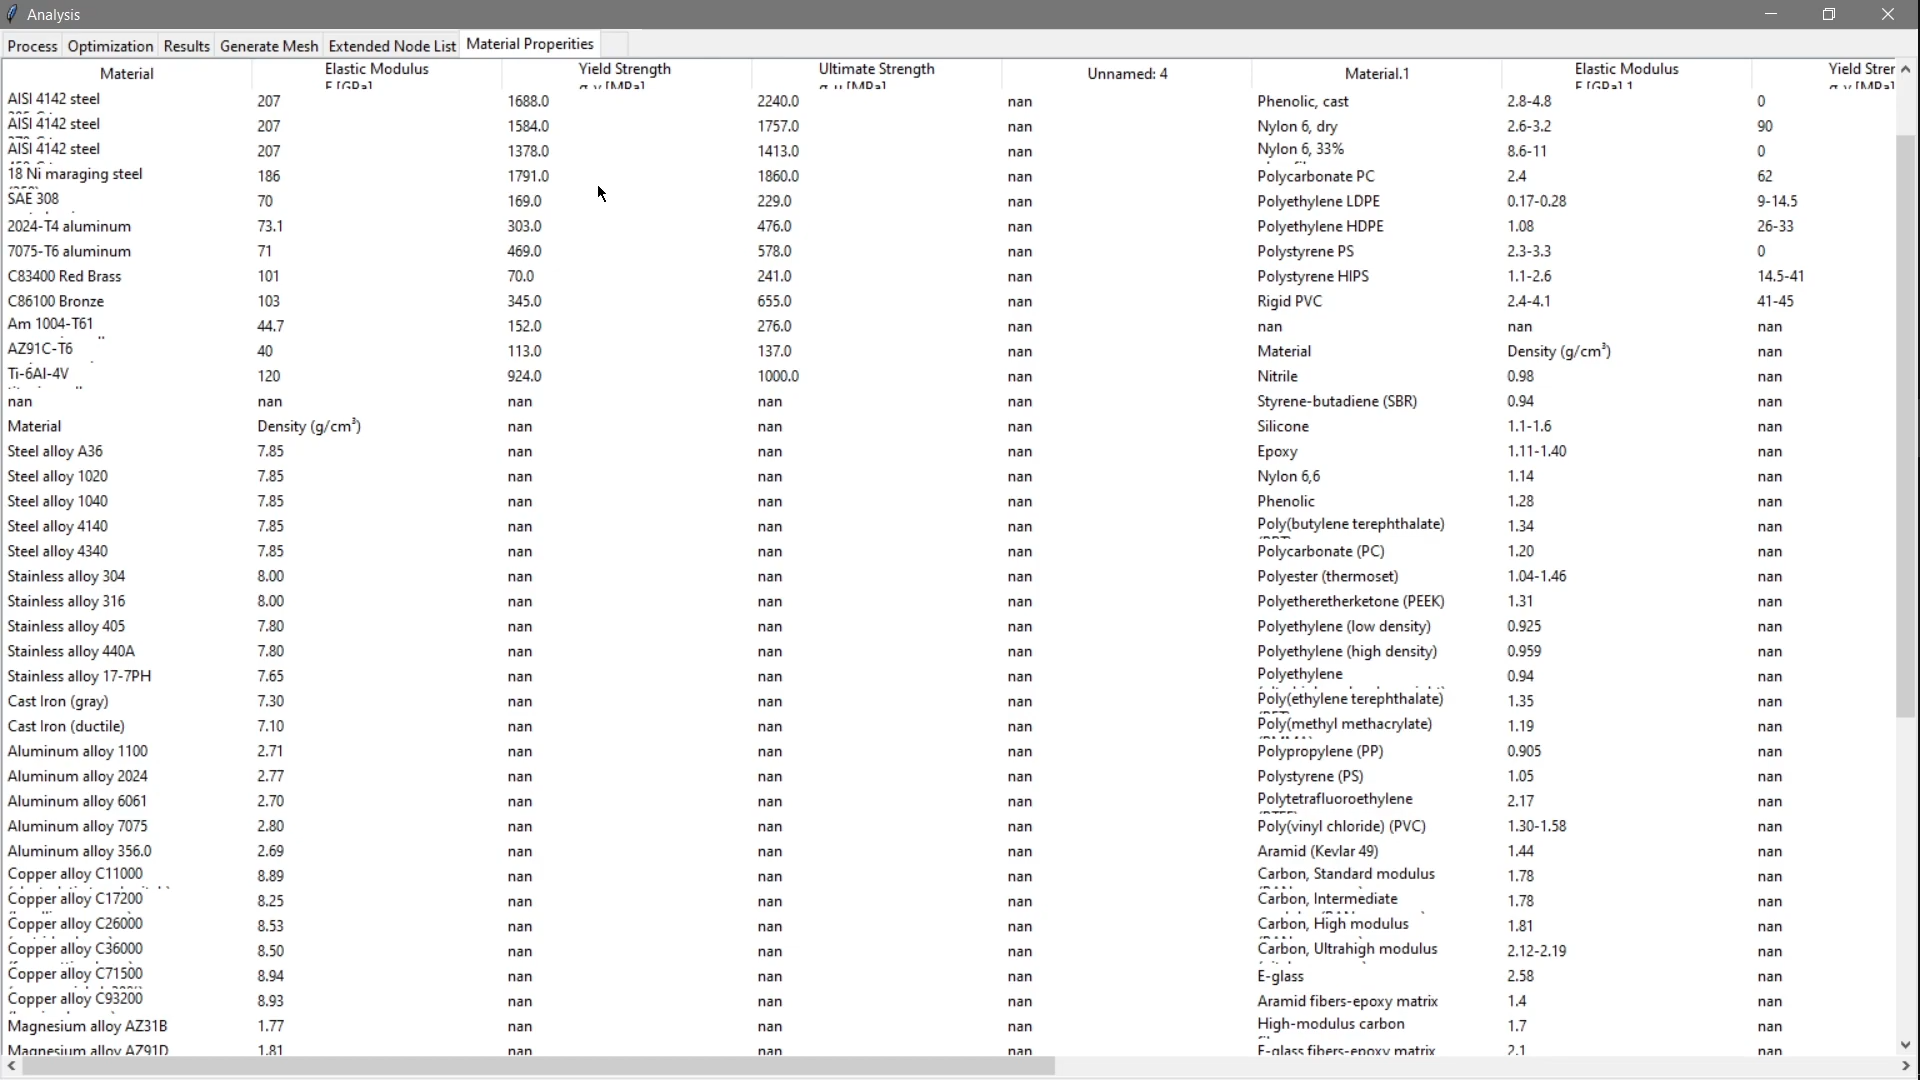 Analysis
Process Optimization Results Generate Mesh Extended Node List Material Properities
Material Elastic Modulus Yield Strength Ultimate Strength Unnamed: 4 Material.1 Elastic Modulus Yield Strer
E [GPa] σ_y [MPa] σ_u [MPa] E [GPa].1 σ_y [MPa]
AISI 4142 steel 207 1688.0 2240.0 nan Phenolic, cast 2.8-4.8 0
AISI 4142 steel 207 1584.0 1757.0 nan Nylon 6, dry 2.6-3.2 90
AISI 4142 steel 207 1378.0 1413.0 nan Nylon 6, 33% 8.6-11 0
18 Ni maraging steel 186 1791.0 1860.0 nan Polycarbonate PC 2.4 62
SAE 308 70 169.0 229.0 nan Polyethylene LDPE 0.17-0.28 9-14.5
2024-T4 aluminum 73.1 303.0 476.0 nan Polyethylene HDPE 1.08 26-33
7075-T6 aluminum 71 469.0 578.0 nan Polystyrene PS 2.3-3.3 0
C83400 Red Brass 101 70.0 241.0 nan Polystyrene HIPS 1.1-2.6 14.5-41
C86100 Bronze 103 345.0 655.0 nan Rigid PVC 2.4-4.1 41-45
Am 1004-T61 44.7 152.0 276.0 nan nan nan nan
AZ91C-T6 40 113.0 137.0 nan Material Density (g/cm³) nan
Ti-6Al-4V 120 924.0 1000.0 nan Nitrile 0.98 nan
nan nan nan nan nan Styrene-butadiene (SBR) 0.94 nan
Material Density (g/cm³) nan nan nan Silicone 1.1-1.6 nan
Steel alloy A36 7.85 nan nan nan Epoxy 1.11-1.40 nan
Steel alloy 1020 7.85 nan nan nan Nylon 6,6 1.14 nan
Steel alloy 1040 7.85 nan nan nan Phenolic 1.28 nan
Steel alloy 4140 7.85 nan nan nan Poly(butylene terephthalate) 1.34 nan
Steel alloy 4340 7.85 nan nan nan Polycarbonate (PC) 1.20 nan
Stainless alloy 304 8.00 nan nan nan Polyester (thermoset) 1.04-1.46 nan
Stainless alloy 316 8.00 nan nan nan Polyetheretherketone (PEEK) 1.31 nan
Stainless alloy 405 7.80 nan nan nan Polyethylene (low density) 0.925 nan
Stainless alloy 440A 7.80 nan nan nan Polyethylene (high density) 0.959 nan
Stainless alloy 17-7PH 7.65 nan nan nan Polyethylene 0.94 nan
Cast Iron (gray) 7.30 nan nan nan Poly(ethylene terephthalate) 1.35 nan
Cast Iron (ductile) 7.10 nan nan nan Poly(methyl methacrylate) 1.19 nan
Aluminum alloy 1100 2.71 nan nan nan Polypropylene (PP) 0.905 nan
Aluminum alloy 2024 2.77 nan nan nan Polystyrene (PS) 1.05 nan
Aluminum alloy 6061 2.70 nan nan nan Polytetrafluoroethylene 2.17 nan
Aluminum alloy 7075 2.80 nan nan nan Poly(vinyl chloride) (PVC) 1.30-1.58 nan
Aluminum alloy 356.0 2.69 nan nan nan Aramid (Kevlar 49) 1.44 nan
Copper alloy C11000 8.89 nan nan nan Carbon, Standard modulus 1.78 nan
Copper alloy C17200 8.25 nan nan nan Carbon, Intermediate 1.78 nan
Copper alloy C26000 8.53 nan nan nan Carbon, High modulus 1.81 nan
Copper alloy C36000 8.50 nan nan nan Carbon, Ultrahigh modulus 2.12-2.19 nan
Copper alloy C71500 8.94 nan nan nan E-glass 2.58 nan
Copper alloy C93200 8.93 nan nan nan Aramid fibers-epoxy matrix 1.4 nan
Magnesium alloy AZ31B 1.77 nan nan nan High-modulus carbon 1.7 nan
Magnesium alloy AZ91D 1.81 nan nan nan E-glass fibers-epoxy matrix 2.1 nan